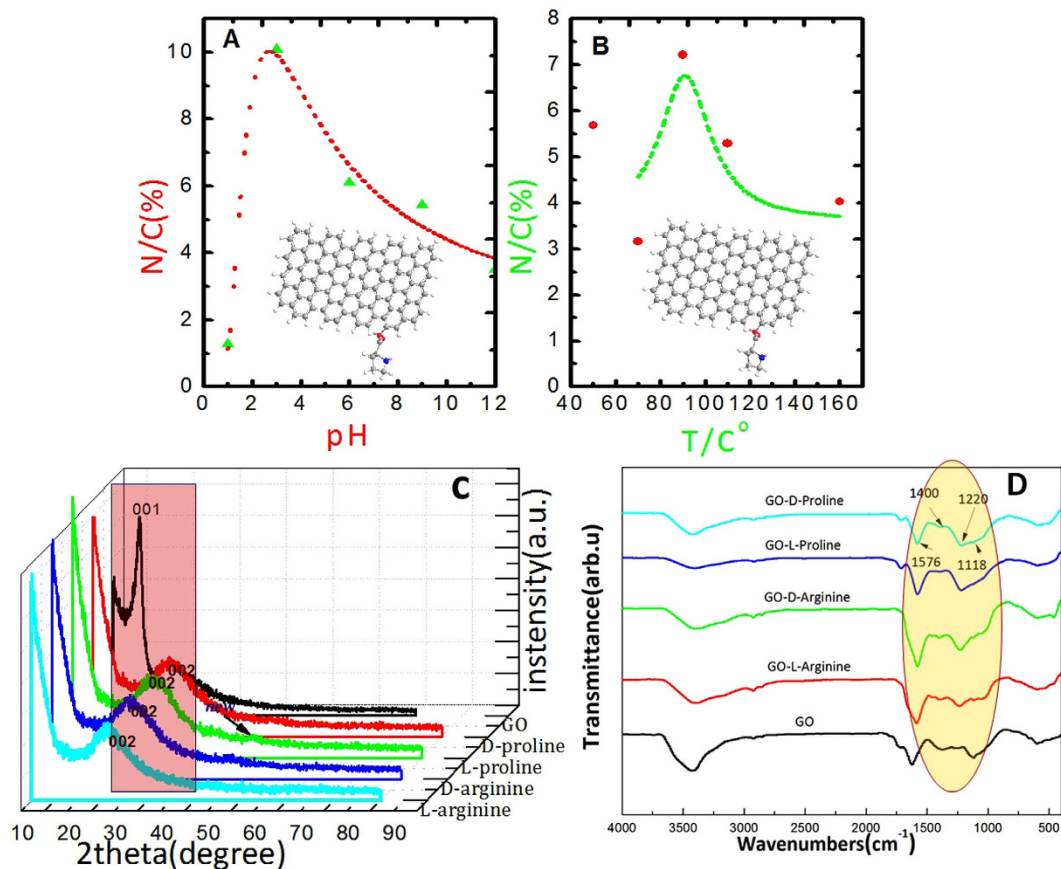 A
N/C(%)
10
8
6
4
2
0
0 2 4 6 8 10 12
pH
B
N/C(%)
8
7
6
5
4
3
2
1
0
40 60 80 100 120 140 160
T/C°
C
001
002
002
002
002
new
instensity(a.u.)
GO
D-proline
L-proline
D-arginine
L-arginine
10 20 30 40 50 60 70 80 90
2theta(degree)
D
GO-D-Proline
1400
1220
GO-L-Proline
1576
1118
GO-D-Arginine
GO-L-Arginine
GO
Transmittance(arb.u)
4000 3500 3000 2500 2000 1500 1000 500
Wavenumbers(cm-1)